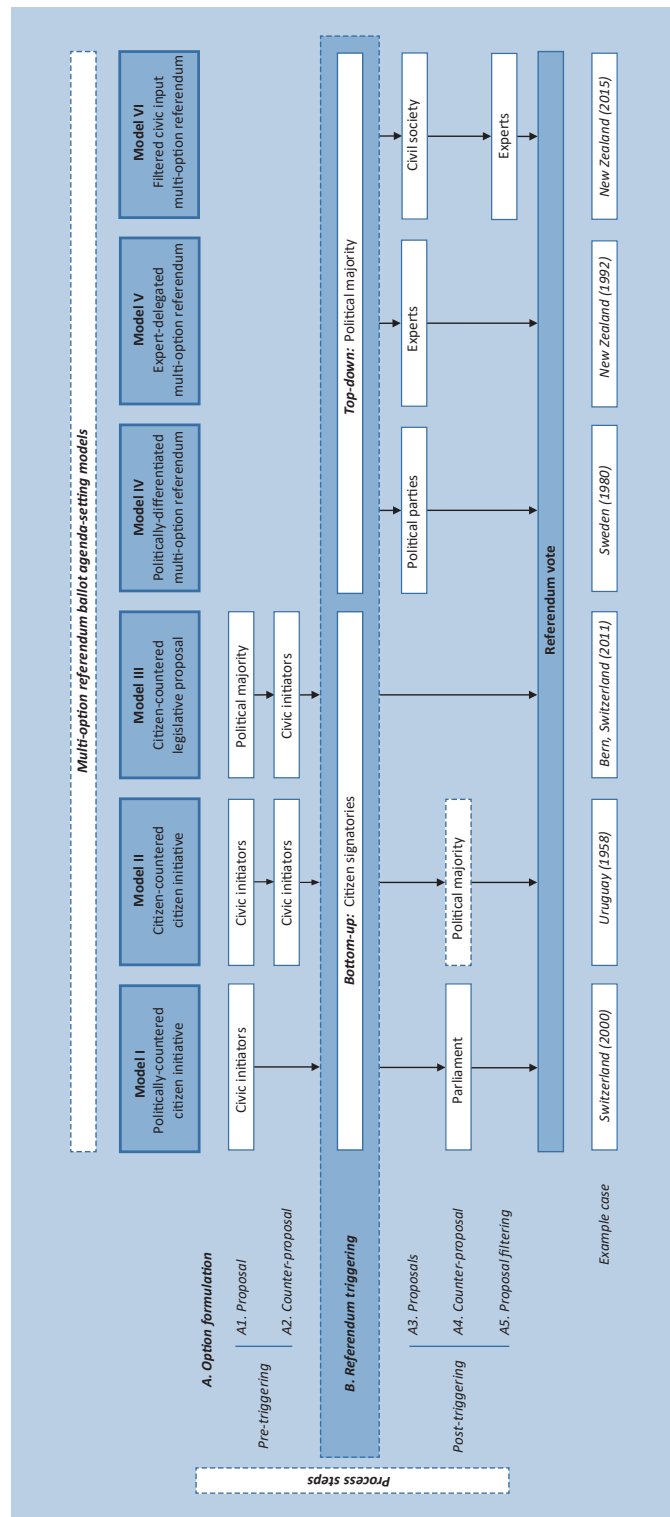 Multi-option referendum ballot agenda-setting models
Model I
Politically-countered
citizen initiative
Model II
Citizen-countered
citizen initiative
Model III
Citizen-countered
legislative proposal
Model IV
Politically-differentiated
multi-option referendum
Model V
Expert-delegated
multi-option referendum
Model VI
Filtered civic input
multi-option referendum
Process steps
A. Option formulation
Pre-triggering
A1. Proposal
Civic initiators
Civic initiators
Political majority
A2. Counter-proposal
Civic initiators
Civic initiators
B. Referendum triggering
Bottom-up: Citizen signatories
Top-down: Political majority
Post-triggering
A3. Proposals
Political parties
Experts
Civil society
A4. Counter-proposal
Parliament
Political majority
A5. Proposal filtering
Experts
Referendum vote
Example case
Switzerland (2000)
Uruguay (1958)
Bern, Switzerland (2011)
Sweden (1980)
New Zealand (1992)
New Zealand (2015)